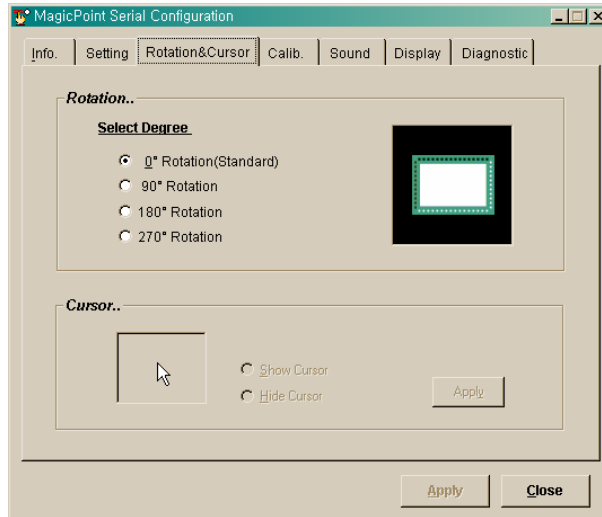 MagicPoint Serial Configuration
Info. Setting Rotation&Cursor Calib. Sound Display Diagnostic
Rotation..
Select Degree
0° Rotation(Standard)
90° Rotation
180° Rotation
270° Rotation
Cursor..
Show Cursor
Hide Cursor
Apply
Apply Close